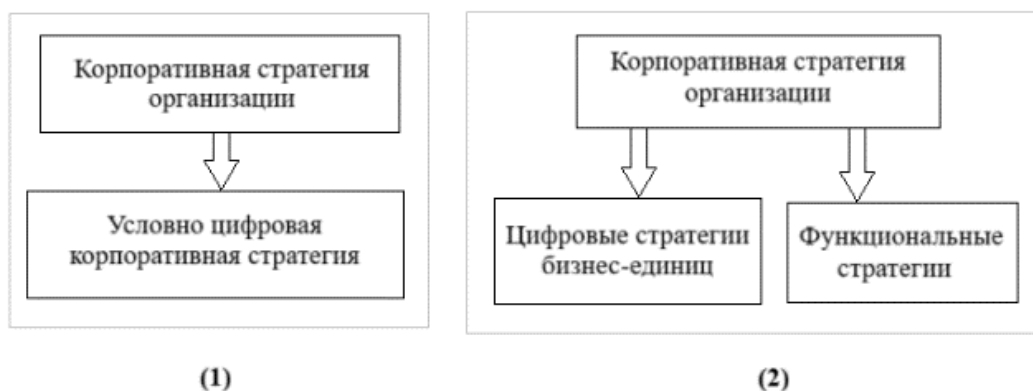 Корпоративная стратегия
организации
Условно цифровая
корпоративная стратегия
(1)
Корпоративная стратегия
организации
Цифровые стратегии
бизнес-единиц
Функциональные
стратегии
(2)